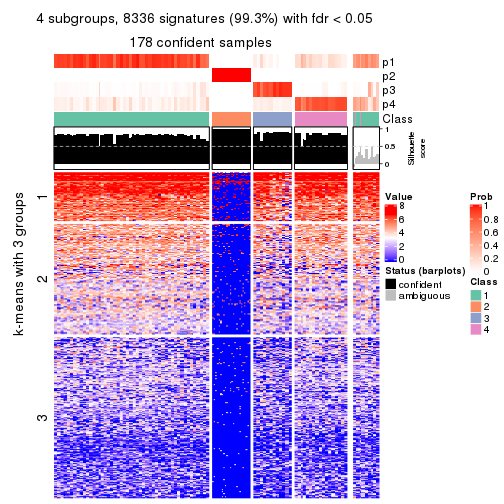 4 subgroups, 8336 signatures (99.3%) with fdr < 0.05
178 confident samples
p1
p2
p3
p4
Class
1
0.5
0
Silhouette
score
k-means with 3 groups
1
2
3
Value
8
6
4
2
0
Status (barplots)
confident
ambiguous
Prob
1
0.8
0.6
0.4
0.2
0
Class
1
2
3
4